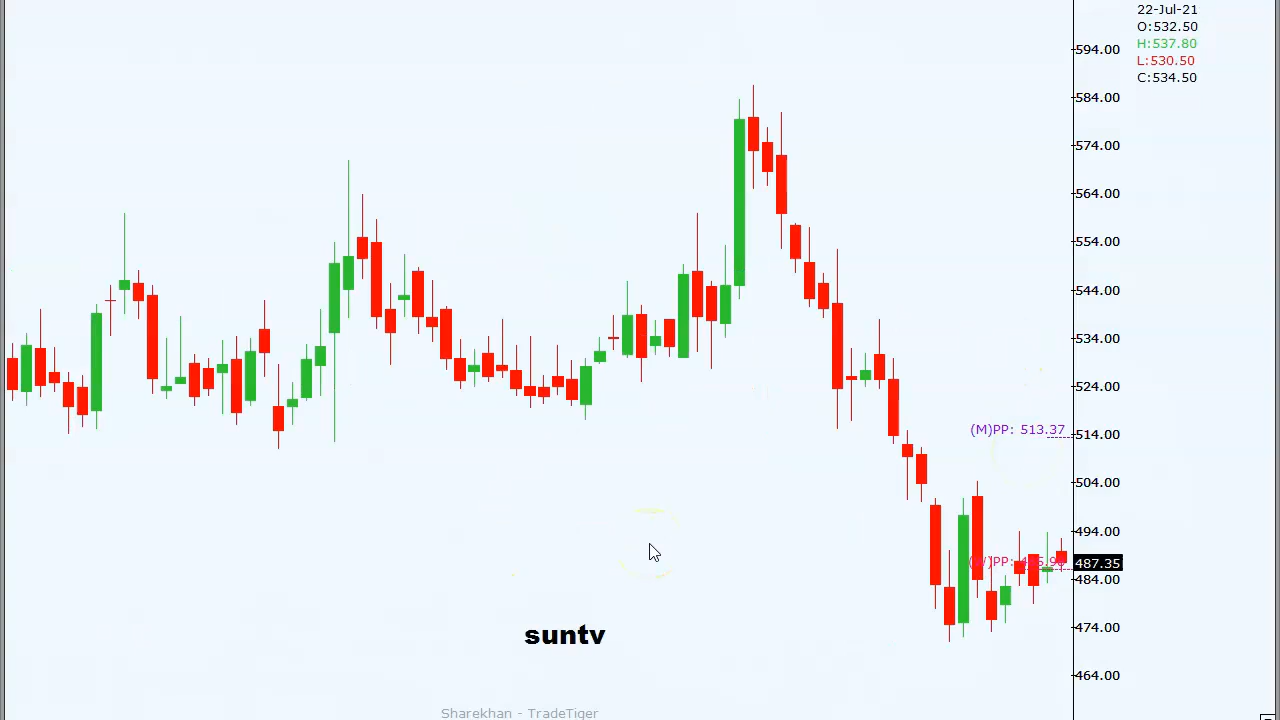 22-Jul-21
O:532.50
H:537.80
L:530.50
C:534.50
594.00
584.00
574.00
564.00
554.00
544.00
534.00
524.00
(M)PP: 513.37
514.00
504.00
494.00
487.35
484.00
474.00
464.00
suntv
Sharekhan - TradeTiger